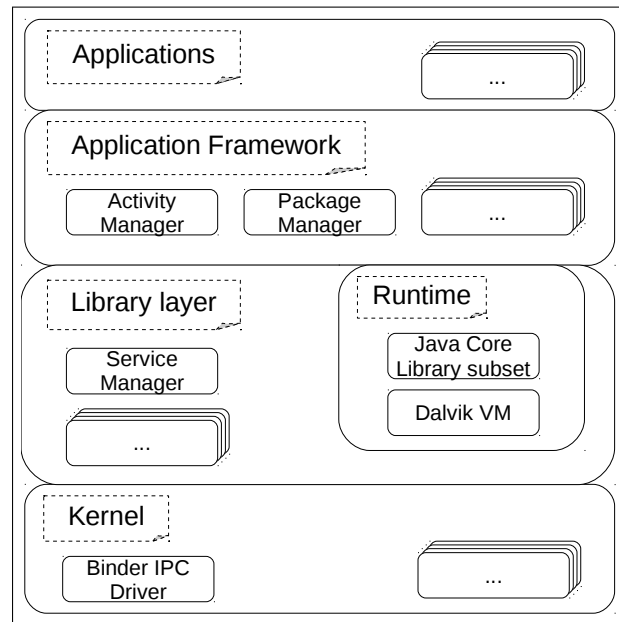 Applications
...
Application Framework
Activity
Manager
Package
Manager
...
Library layer
Service
Manager
...
Runtime
Java Core
Library subset
Dalvik VM
Kernel
Binder IPC
Driver
...